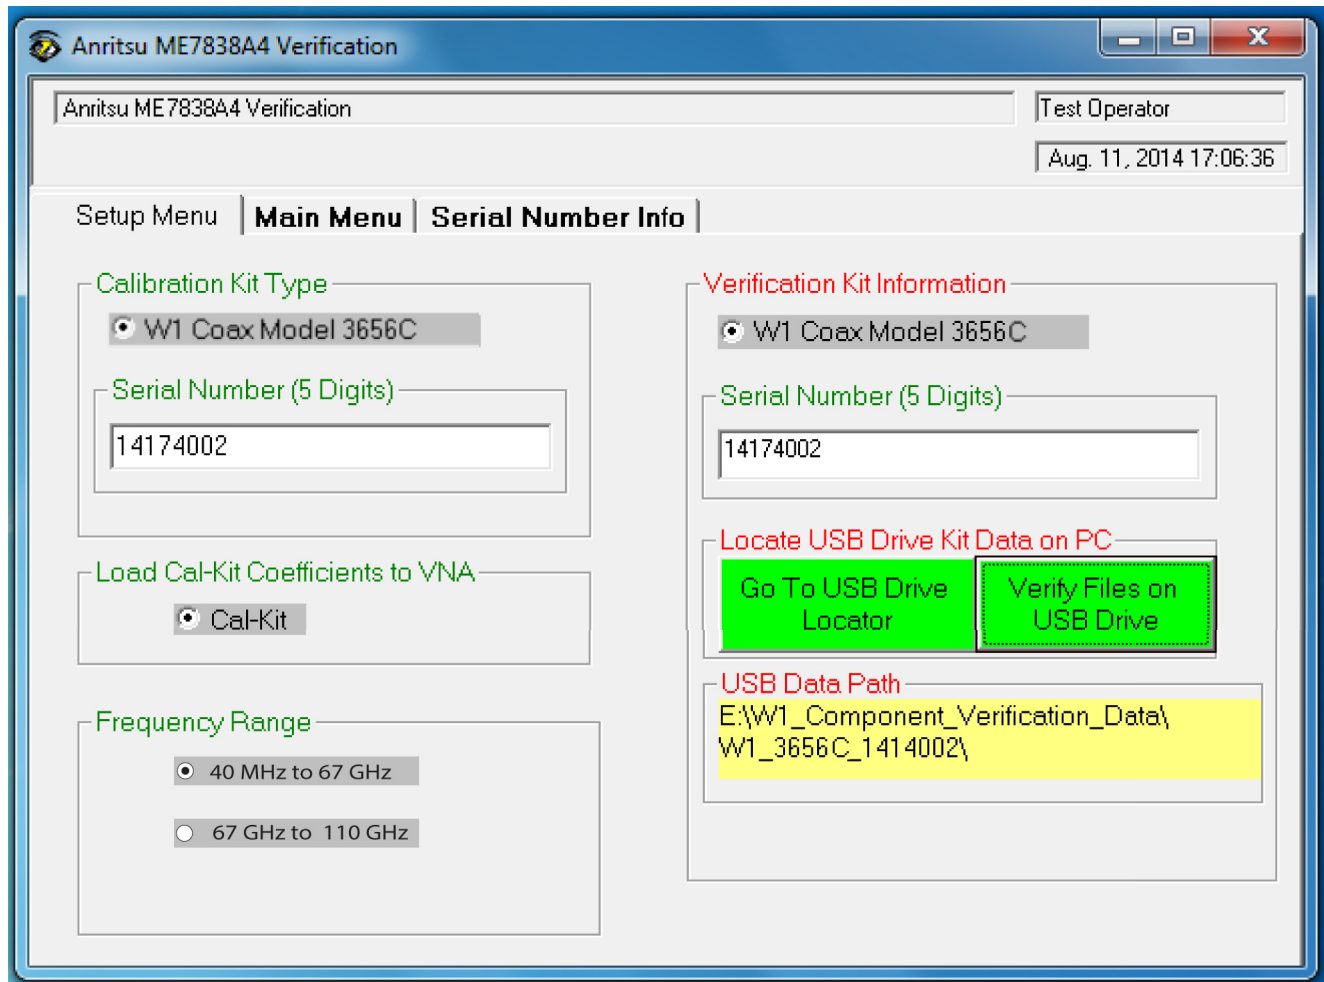 Anritsu ME7838A4 Verification
Anritsu ME7838A4 Verification
Test Operator
Aug. 11, 2014 17:06:36
Setup Menu
Main Menu
Serial Number Info
Calibration Kit Type
W1 Coax Model 3656C
Serial Number (5 Digits)
14174002
Load Cal-Kit Coefficients to VNA
Cal-Kit
Frequency Range
40 MHz to 67 GHz
67 GHz to 110 GHz
Verification Kit Information
W1 Coax Model 3656C
Serial Number (5 Digits)
14174002
Locate USB Drive Kit Data on PC
Go To USB Drive
Locator
Verify Files on
USB Drive
USB Data Path
E:\W1_Component_Verification_Data\
W1_3656C_1414002\